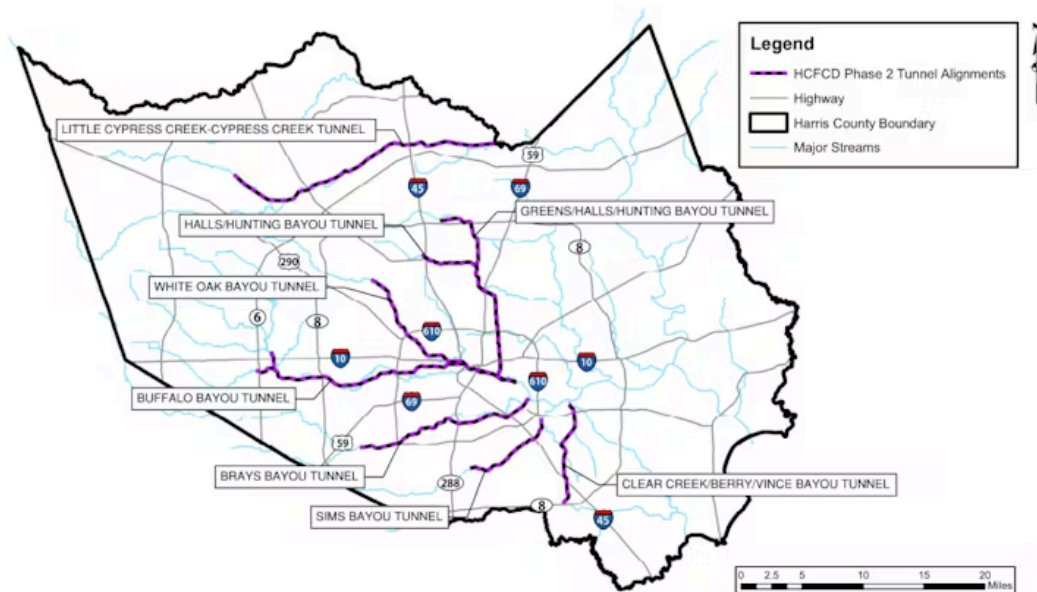 Legend
HCFCD Phase 2 Tunnel Alignments
Highway
Harris County Boundary
Major Streams
LITTLE CYPRESS CREEK-CYPRESS CREEK TUNNEL
59
45
69
HALLS/HUNTING BAYOU TUNNEL
GREENS/HALLS/HUNTING BAYOU TUNNEL
8
290
WHITE OAK BAYOU TUNNEL
6
8
610
10
10
610
BUFFALO BAYOU TUNNEL
69
59
BRAYS BAYOU TUNNEL
288
CLEAR CREEK/BERRY/VINCE BAYOU TUNNEL
8
SIMS BAYOU TUNNEL
45
0 2.5 5 10 15 20
Miles